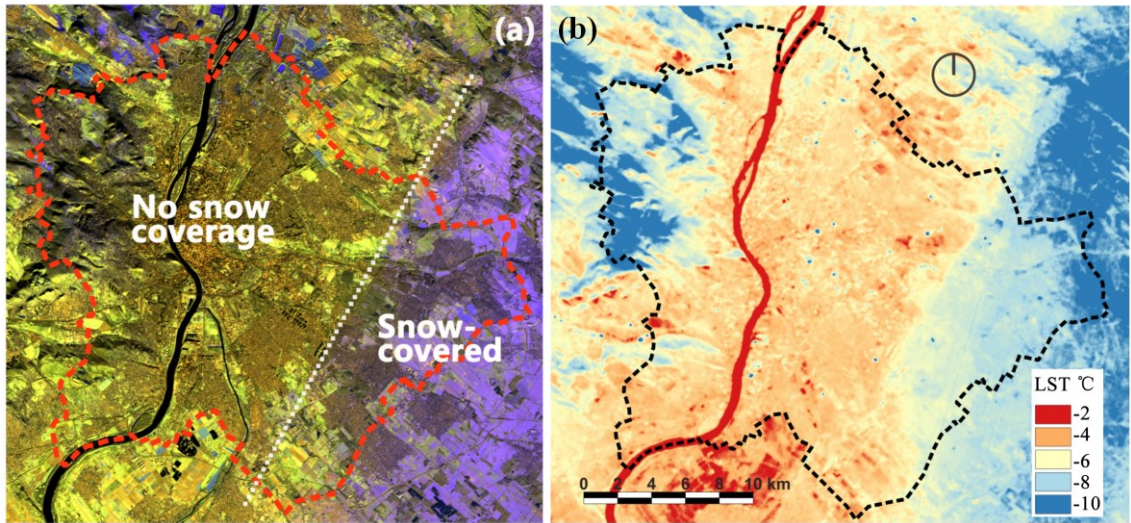 (a)
No snow
coverage
Snow-
covered
(b)
LST ℃
-2
-4
-6
-8
-10
0 2 4 6 8 10 km